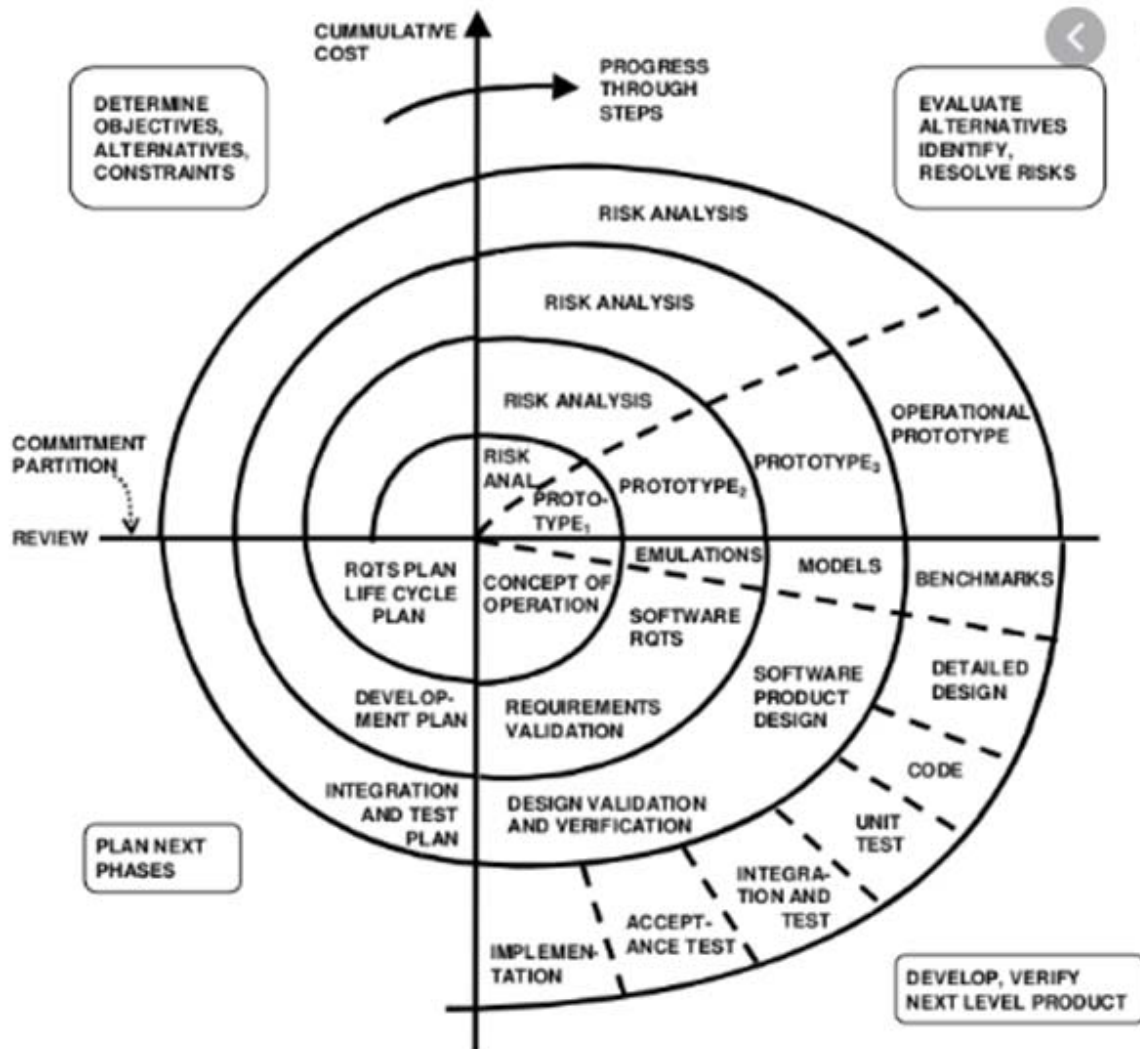 CUMMULATIVE
COST
PROGRESS
THROUGH
STEPS
DETERMINE
OBJECTIVES,
ALTERNATIVES,
CONSTRAINTS
EVALUATE
ALTERNATIVES
IDENTIFY,
RESOLVE RISKS
RISK ANALYSIS
RISK ANALYSIS
RISK ANALYSIS
RISK
ANAL.
PROTO-
TYPE₁
PROTOTYPE₂
PROTOTYPE₃
OPERATIONAL
PROTOTYPE
COMMITMENT
PARTITION
REVIEW
EMULATIONS
MODELS
BENCHMARKS
RQTS PLAN
LIFE CYCLE
PLAN
CONCEPT OF
OPERATION
SOFTWARE
RQTS
SOFTWARE
PRODUCT
DESIGN
DETAILED
DESIGN
DEVELOP-
MENT PLAN
REQUIREMENTS
VALIDATION
CODE
INTEGRATION
AND TEST
PLAN
DESIGN VALIDATION
AND VERIFICATION
UNIT
TEST
PLAN NEXT
PHASES
INTEGRA-
TION AND
TEST
ACCEPT-
ANCE TEST
IMPLEMEN-
TATION
DEVELOP, VERIFY
NEXT LEVEL PRODUCT